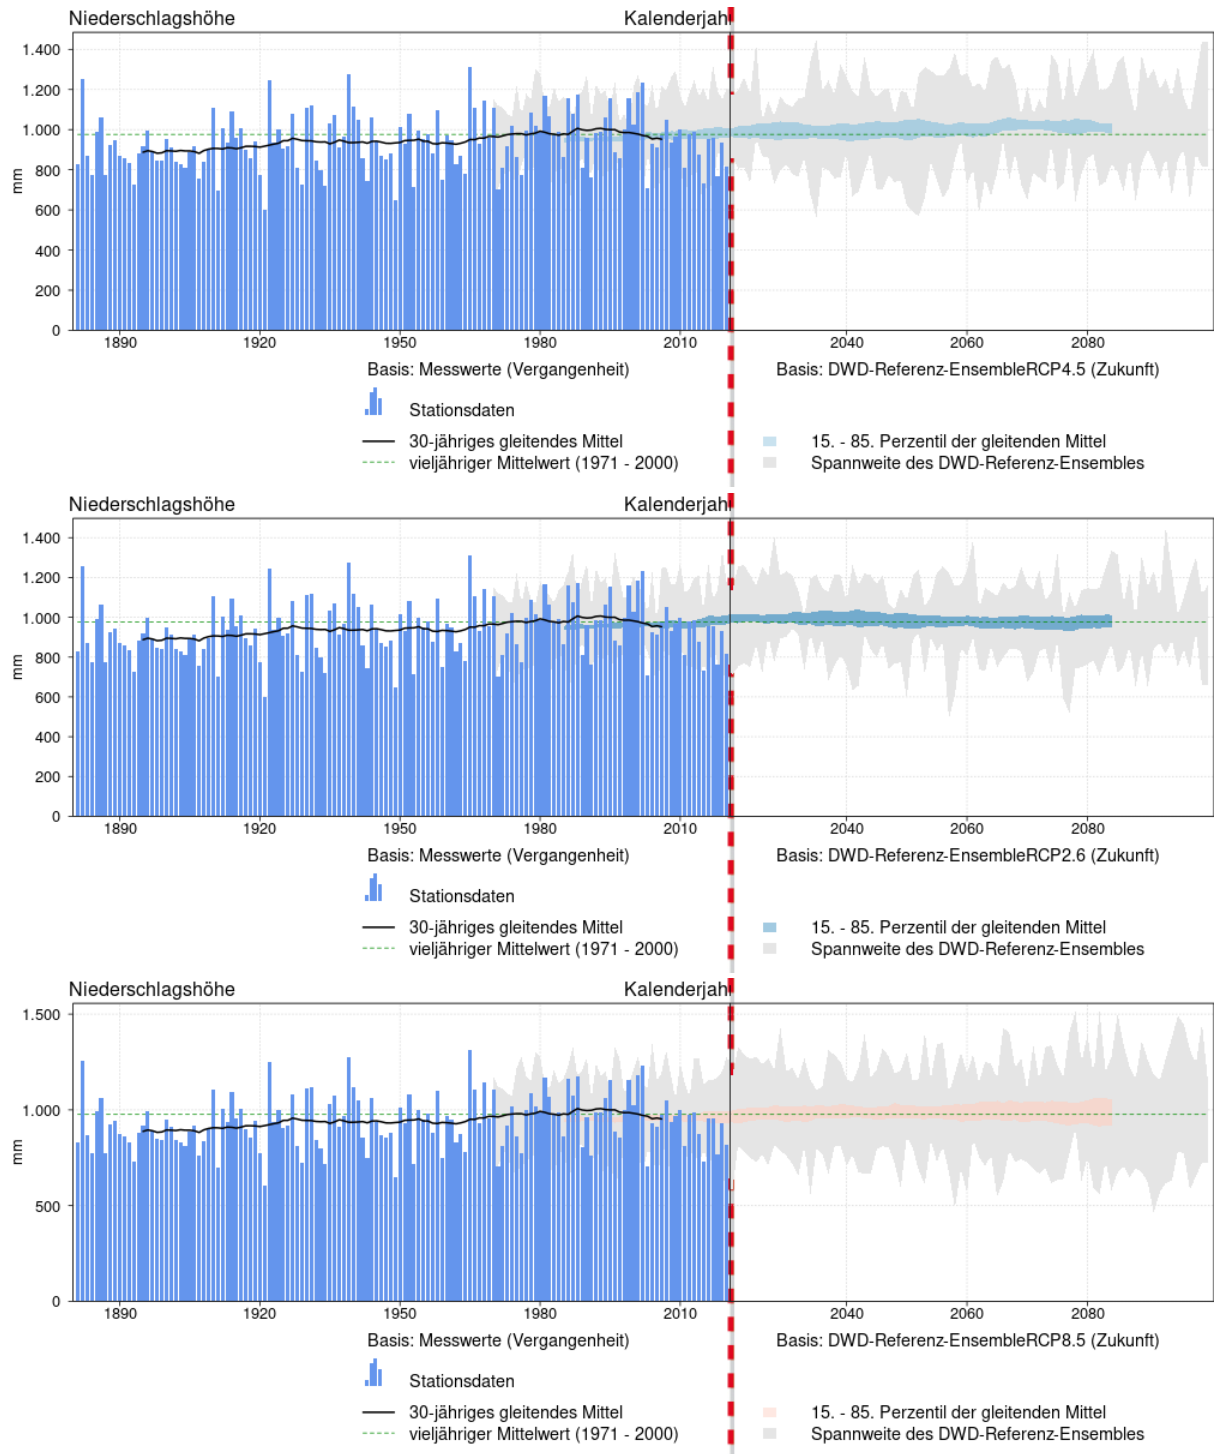 Niederschlagshöhe Kalenderjahr
1.400
1.200
1.000
800
600
400
200
0
mm
1890 1920 1950 1980 2010 2040 2060 2080
Basis: Messwerte (Vergangenheit) Basis: DWD-Referenz-EnsembleRCP4.5 (Zukunft)
Stationsdaten
30-jähriges gleitendes Mittel 15. - 85. Perzentil der gleitenden Mittel
vieljähriger Mittelwert (1971 - 2000) Spannweite des DWD-Referenz-Ensembles
Niederschlagshöhe Kalenderjahr
1.400
1.200
1.000
800
600
400
200
0
mm
1890 1920 1950 1980 2010 2040 2060 2080
Basis: Messwerte (Vergangenheit) Basis: DWD-Referenz-EnsembleRCP2.6 (Zukunft)
Stationsdaten
30-jähriges gleitendes Mittel 15. - 85. Perzentil der gleitenden Mittel
vieljähriger Mittelwert (1971 - 2000) Spannweite des DWD-Referenz-Ensembles
Niederschlagshöhe Kalenderjahr
1.500
1.000
500
0
mm
1890 1920 1950 1980 2010 2040 2060 2080
Basis: Messwerte (Vergangenheit) Basis: DWD-Referenz-EnsembleRCP8.5 (Zukunft)
Stationsdaten
30-jähriges gleitendes Mittel 15. - 85. Perzentil der gleitenden Mittel
vieljähriger Mittelwert (1971 - 2000) Spannweite des DWD-Referenz-Ensembles